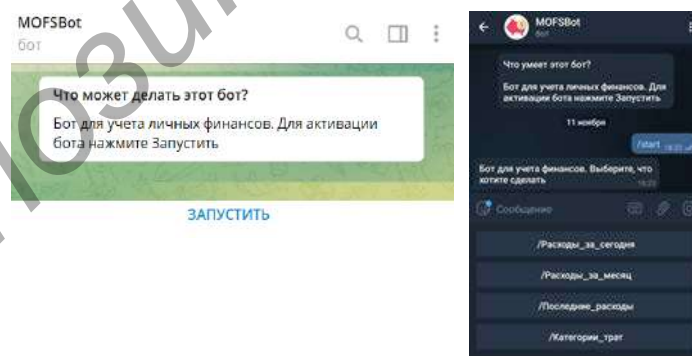 MOFSBot
бот
Что может делать этот бот?
Бот для учета личных финансов. Для активации
бота нажмите Запустить
ЗАПУСТИТЬ
MOFSBot
бот
Что умеет этот бот?
Бот для учета личных финансов. Для
активации бота нажмите Запустить
11 ноября
/start
Бот для учета финансов. Выберите, что
хотите сделать
Сообщение
/Расходы_за_сегодня
/Расходы_за_месяц
/Последние_расходы
/Категории_трат